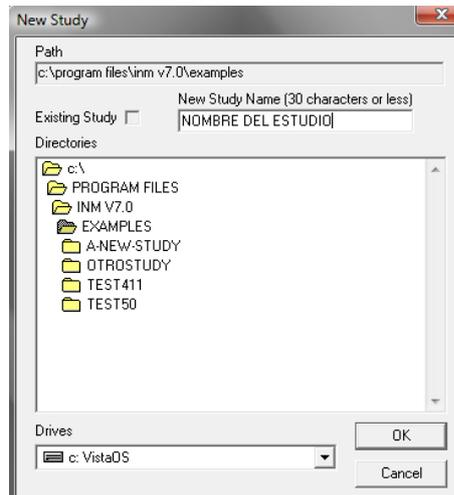 New Study
Path
c:\program files\inm v7.0\examples
New Study Name (30 characters or less)
Existing Study
NOMBRE DEL ESTUDIO
Directories
c:\
PROGRAM FILES
INM V7.0
EXAMPLES
A-NEW-STUDY
OTROSTUDY
TEST411
TEST50
Drives
c: VistaOS
OK
Cancel